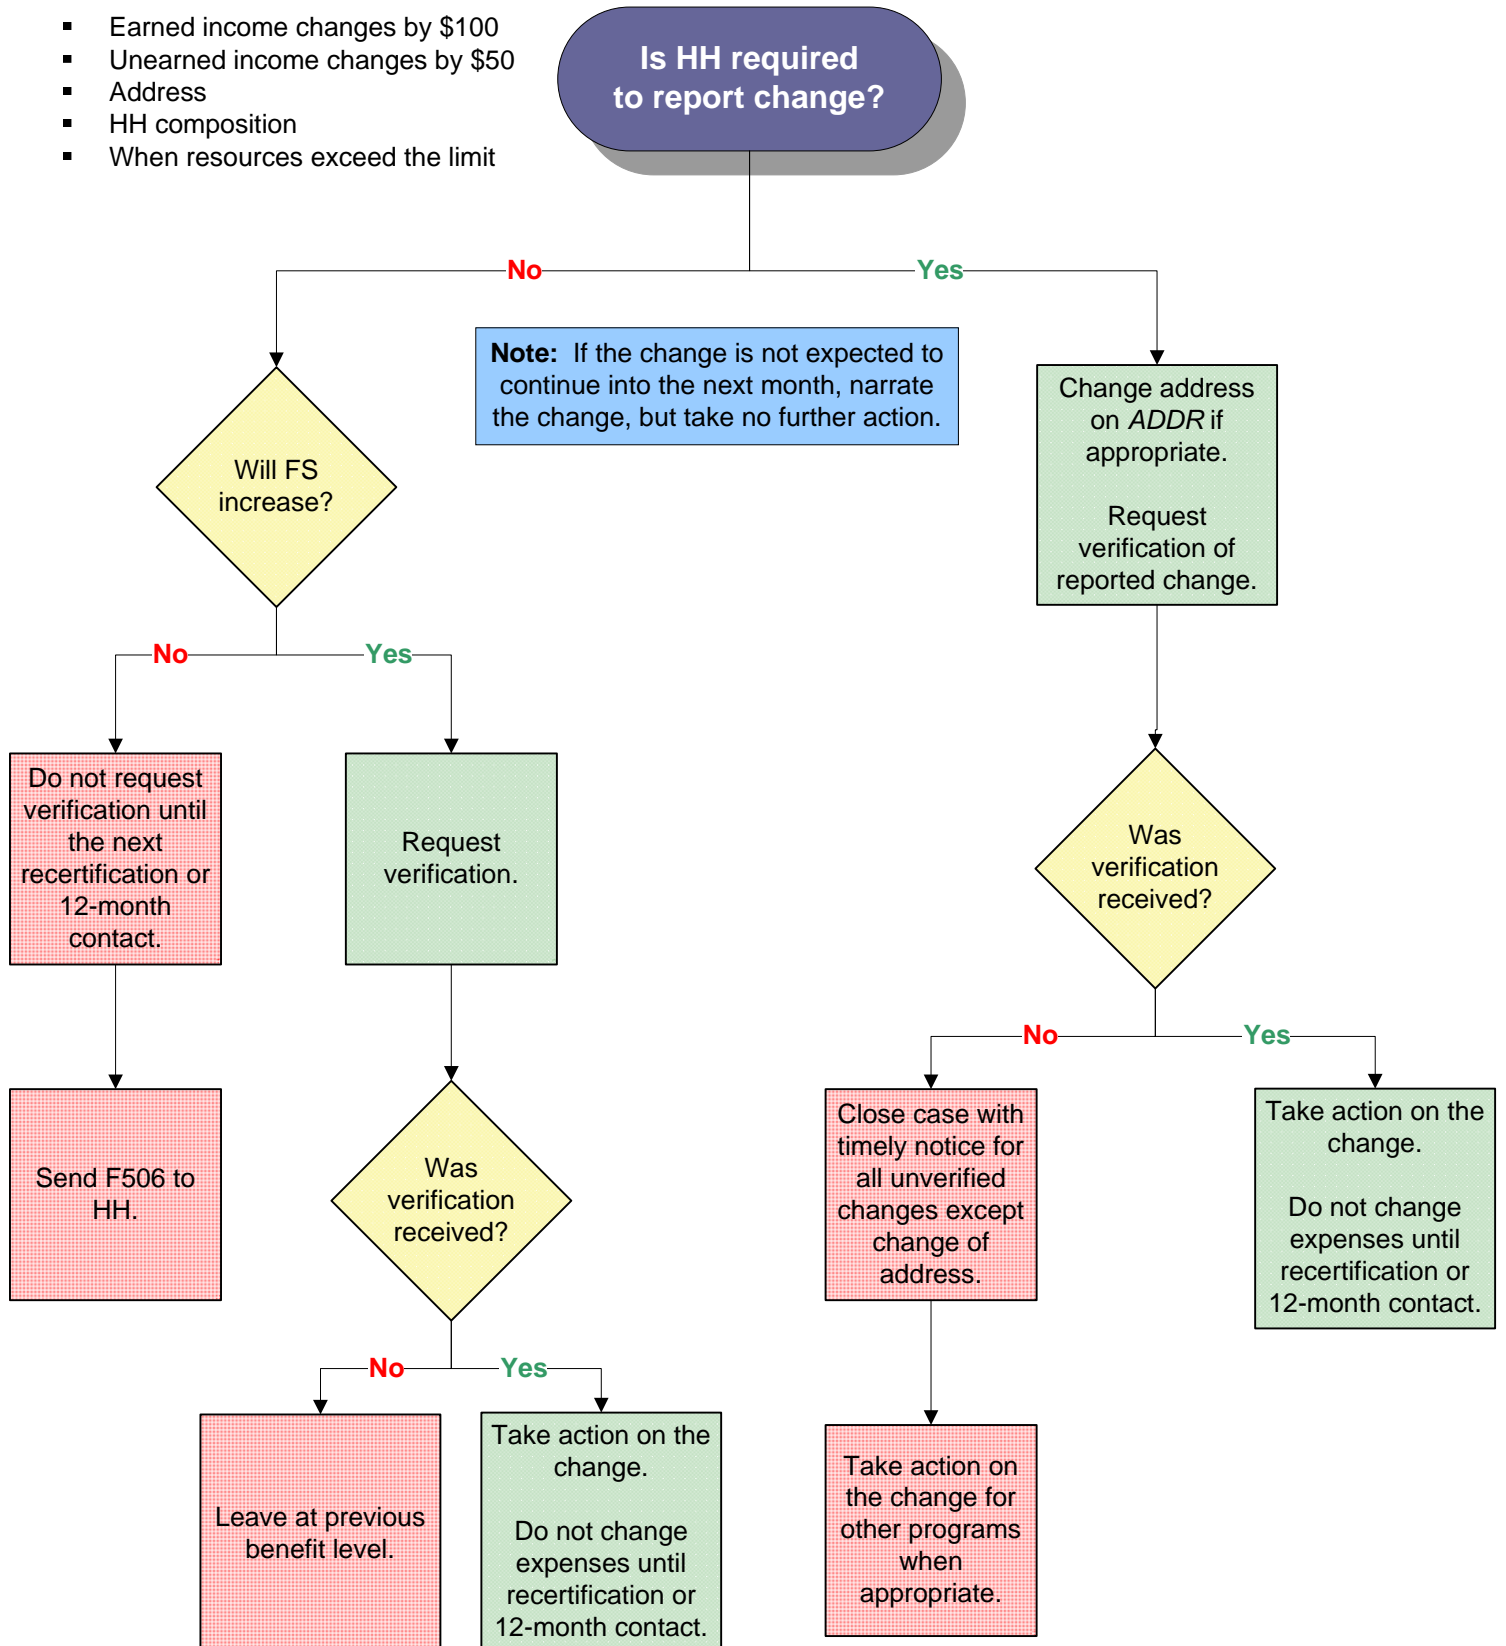 ▪ Earned income changes by $100
▪ Unearned income changes by $50
▪ Address
▪ HH composition
▪ When resources exceed the limit
Is HH required
to report change?
No
Yes
Note: If the change is not expected to
continue into the next month, narrate
the change, but take no further action.
Will FS
increase?
Change address
on ADDR if
appropriate.
Request
verification of
reported change.
No
Yes
Do not request
verification until
the next
recertification or
12-month
contact.
Request
verification.
Was
verification
received?
No
Yes
Send F506 to
HH.
Was
verification
received?
Close case with
timely notice for
all unverified
changes except
change of
address.
Take action on the
change.
Do not change
expenses until
recertification or
12-month contact.
No
Yes
Leave at previous
benefit level.
Take action on the
change.
Do not change
expenses until
recertification or
12-month contact.
Take action on
the change for
other programs
when
appropriate.